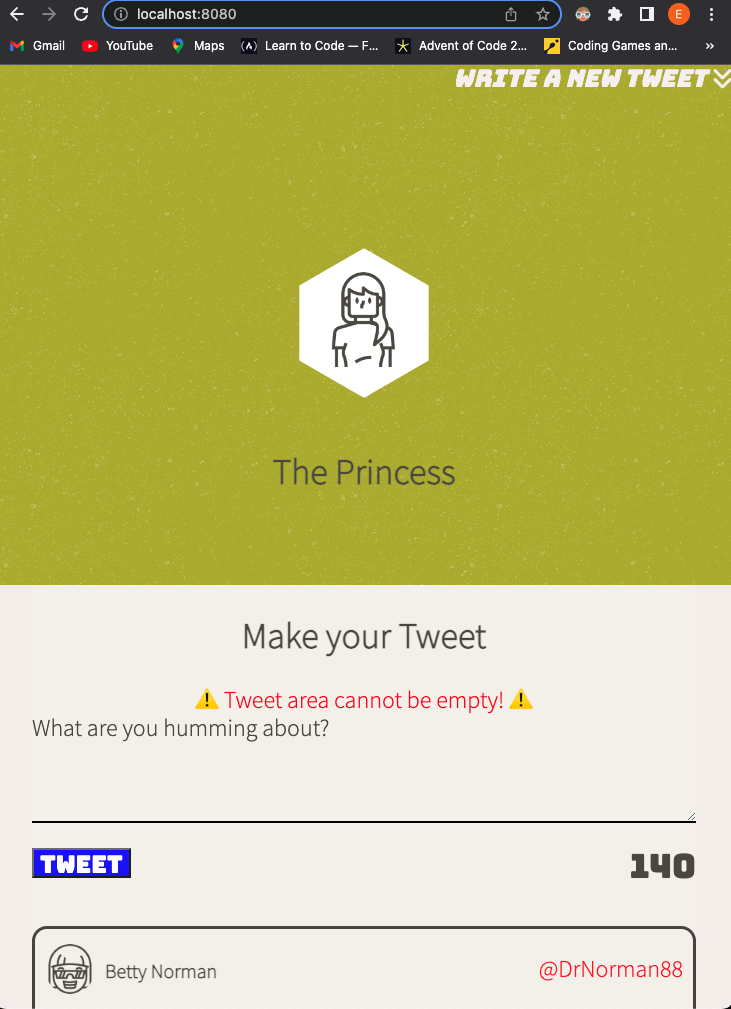 localhost:8080
E
Gmail YouTube Maps Learn to Code — F... Advent of Code 2... Coding Games an... »
WRITE A NEW TWEET
The Princess
Make your Tweet
⚠️ Tweet area cannot be empty! ⚠️
What are you humming about?
TWEET 140
Betty Norman @DrNorman88